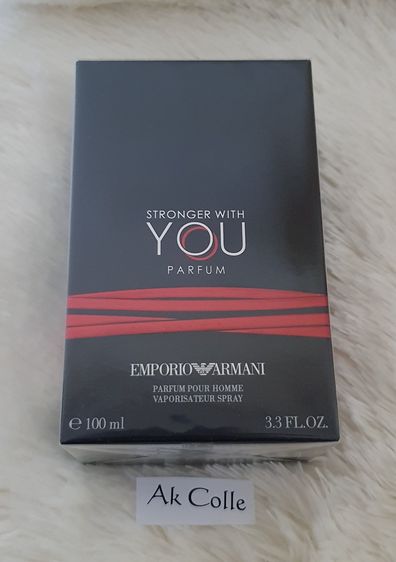 STRONGER WITH
YOU
PARFUM
EMPORIO ARMANI
PARFUM POUR HOMME
VAPORISATEUR SPRAY
e 100 ml 3.3 FL.OZ.
Ak Colle